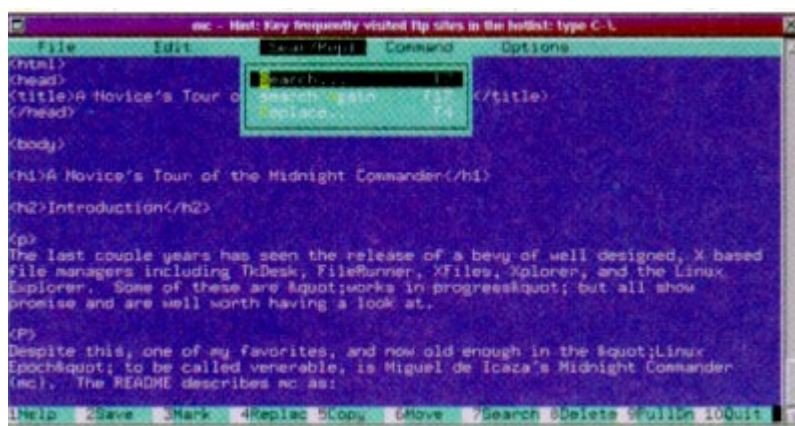 mc - Hint: Key frequently visited ftp sites in the hotlist: type C-\.
File Edit Sear/Repl Command Options
<html>
<head>
Search... F7
<title>A Novice's Tour o search again F17 </title>
</head> Replace... F4
<body>
<h1>A Novice's Tour of the Midnight Commander</h1>
<h2>Introduction</h2>
<p>
The last couple years has seen the release of a bevy of well designed, X based
file managers including TkDesk, FileRunner, XFiles, Xplorer, and the Linux
Explorer. Some of these are &quot;works in progress&quot; but all show
promise and are well worth having a look at.
<P>
Despite this, one of my favorites, and now old enough in the &quot;Linux
Epoch&quot; to be called venerable, is Miguel de Icaza's Midnight Commander
(mc). The README describes mc as:
1Help 2Save 3Mark 4Replac 5Copy 6Move 7Search 8Delete 9PullDn 10Quit